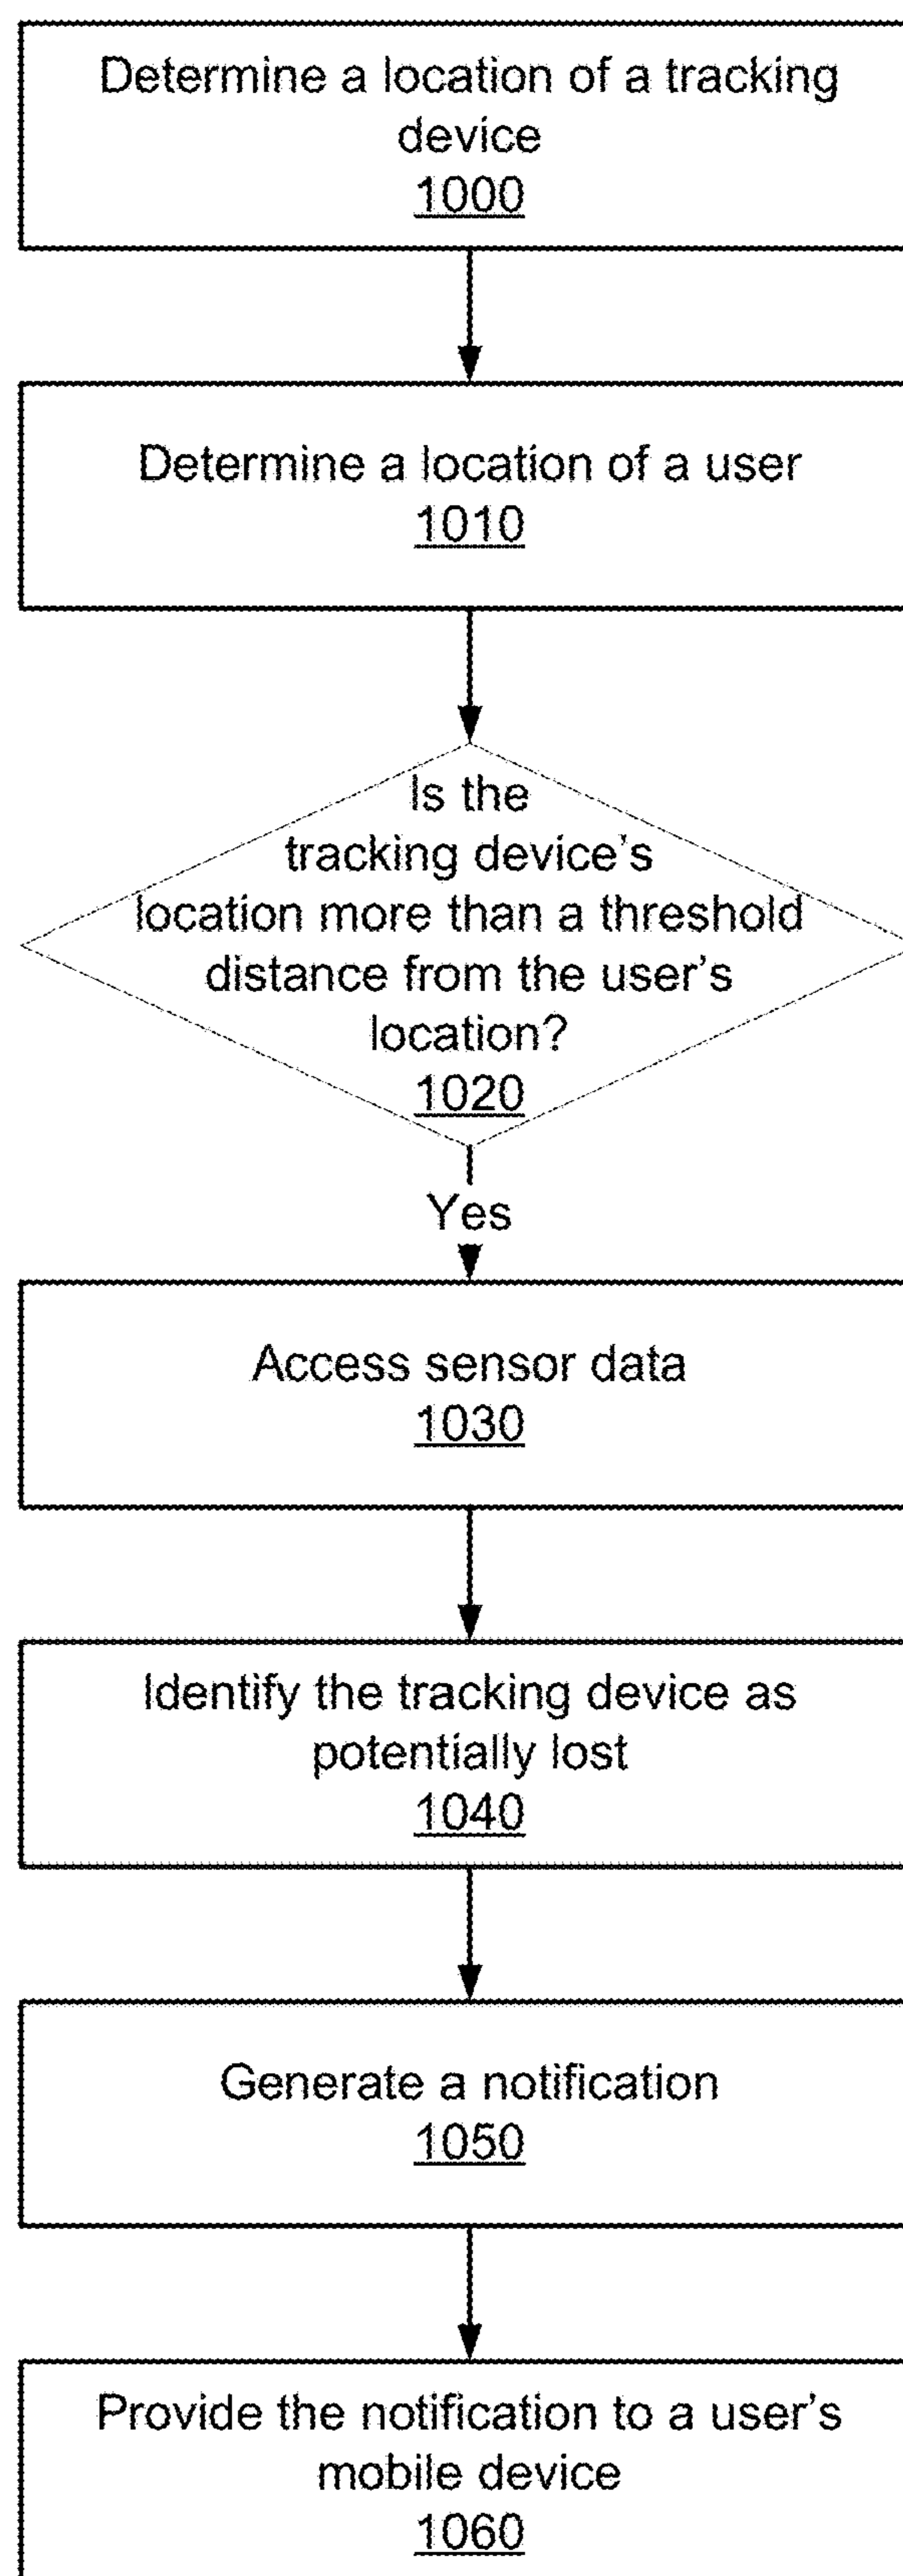 Determine a location of a tracking
device
1000
Determine a location of a user
1010
Is the
tracking device's
location more than a threshold
distance from the user's
location?
1020
Yes
Access sensor data
1030
Identify the tracking device as
potentially lost
1040
Generate a notification
1050
Provide the notification to a user's
mobile device
1060